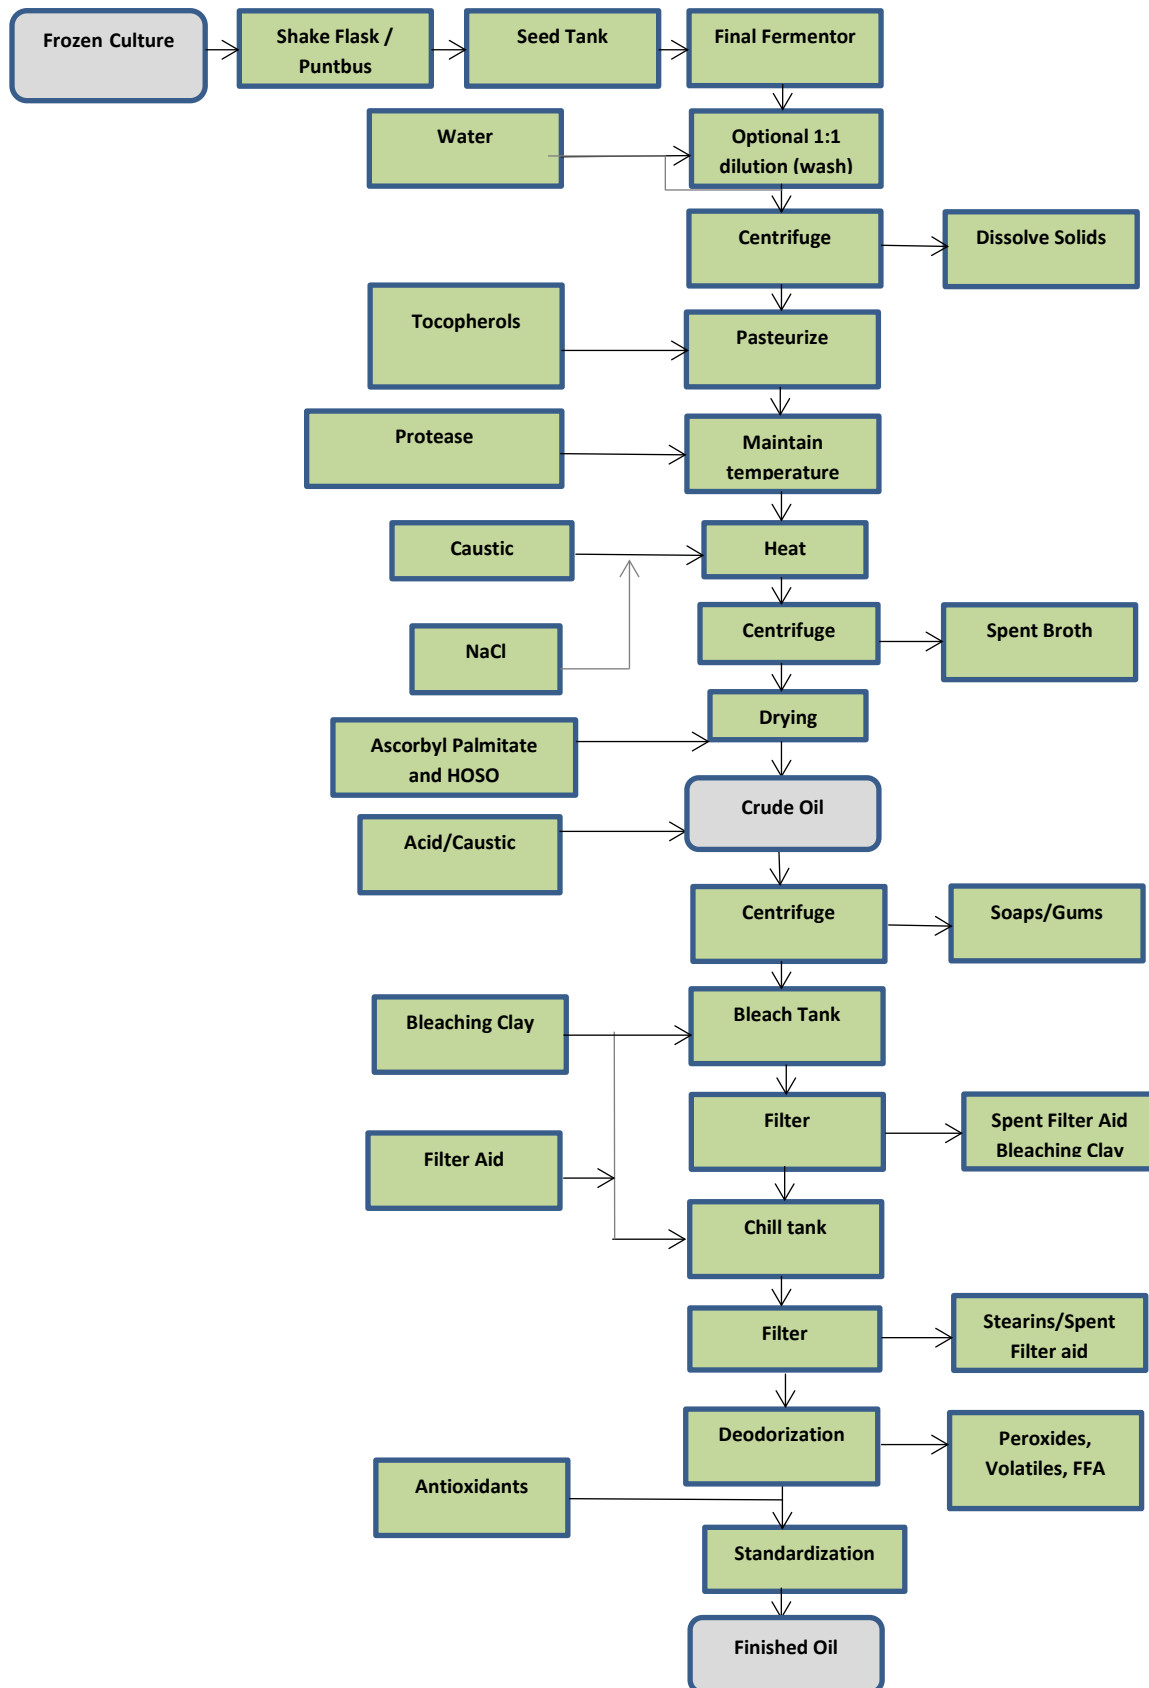 Frozen Culture
Shake Flask /
Puntbus
Seed Tank
Final Fermentor
Water
Optional 1:1
dilution (wash)
Centrifuge
Dissolve Solids
Tocopherols
Pasteurize
Protease
Maintain
temperature
Caustic
Heat
NaCl
Centrifuge
Spent Broth
Drying
Ascorbyl Palmitate
and HOSO
Crude Oil
Acid/Caustic
Centrifuge
Soaps/Gums
Bleaching Clay
Bleach Tank
Filter
Spent Filter Aid
Bleaching Clay
Filter Aid
Chill tank
Filter
Stearins/Spent
Filter aid
Deodorization
Peroxides,
Volatiles, FFA
Antioxidants
Standardization
Finished Oil